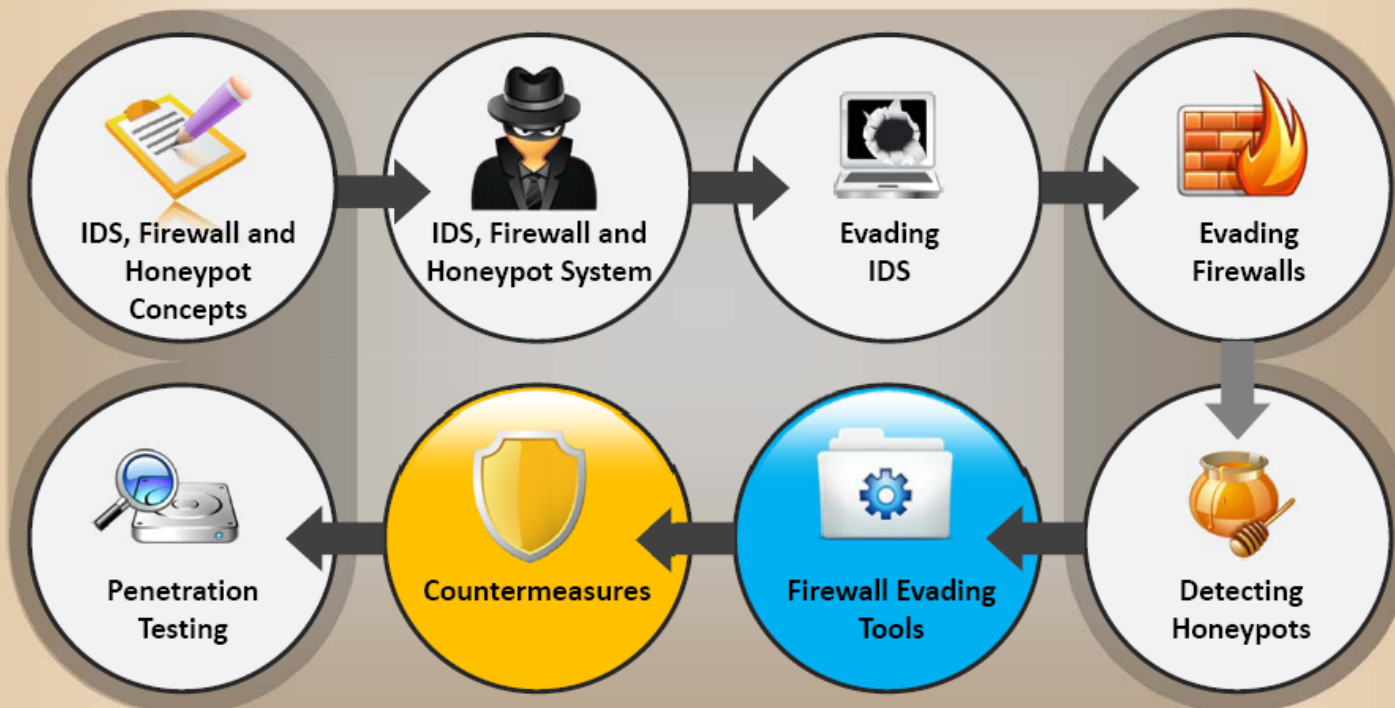 IDS, Firewall and
Honeypot
Concepts
IDS, Firewall and
Honeypot System
Evading
IDS
Evading
Firewalls
Detecting
Honeypots
Firewall Evading
Tools
Countermeasures
Penetration
Testing